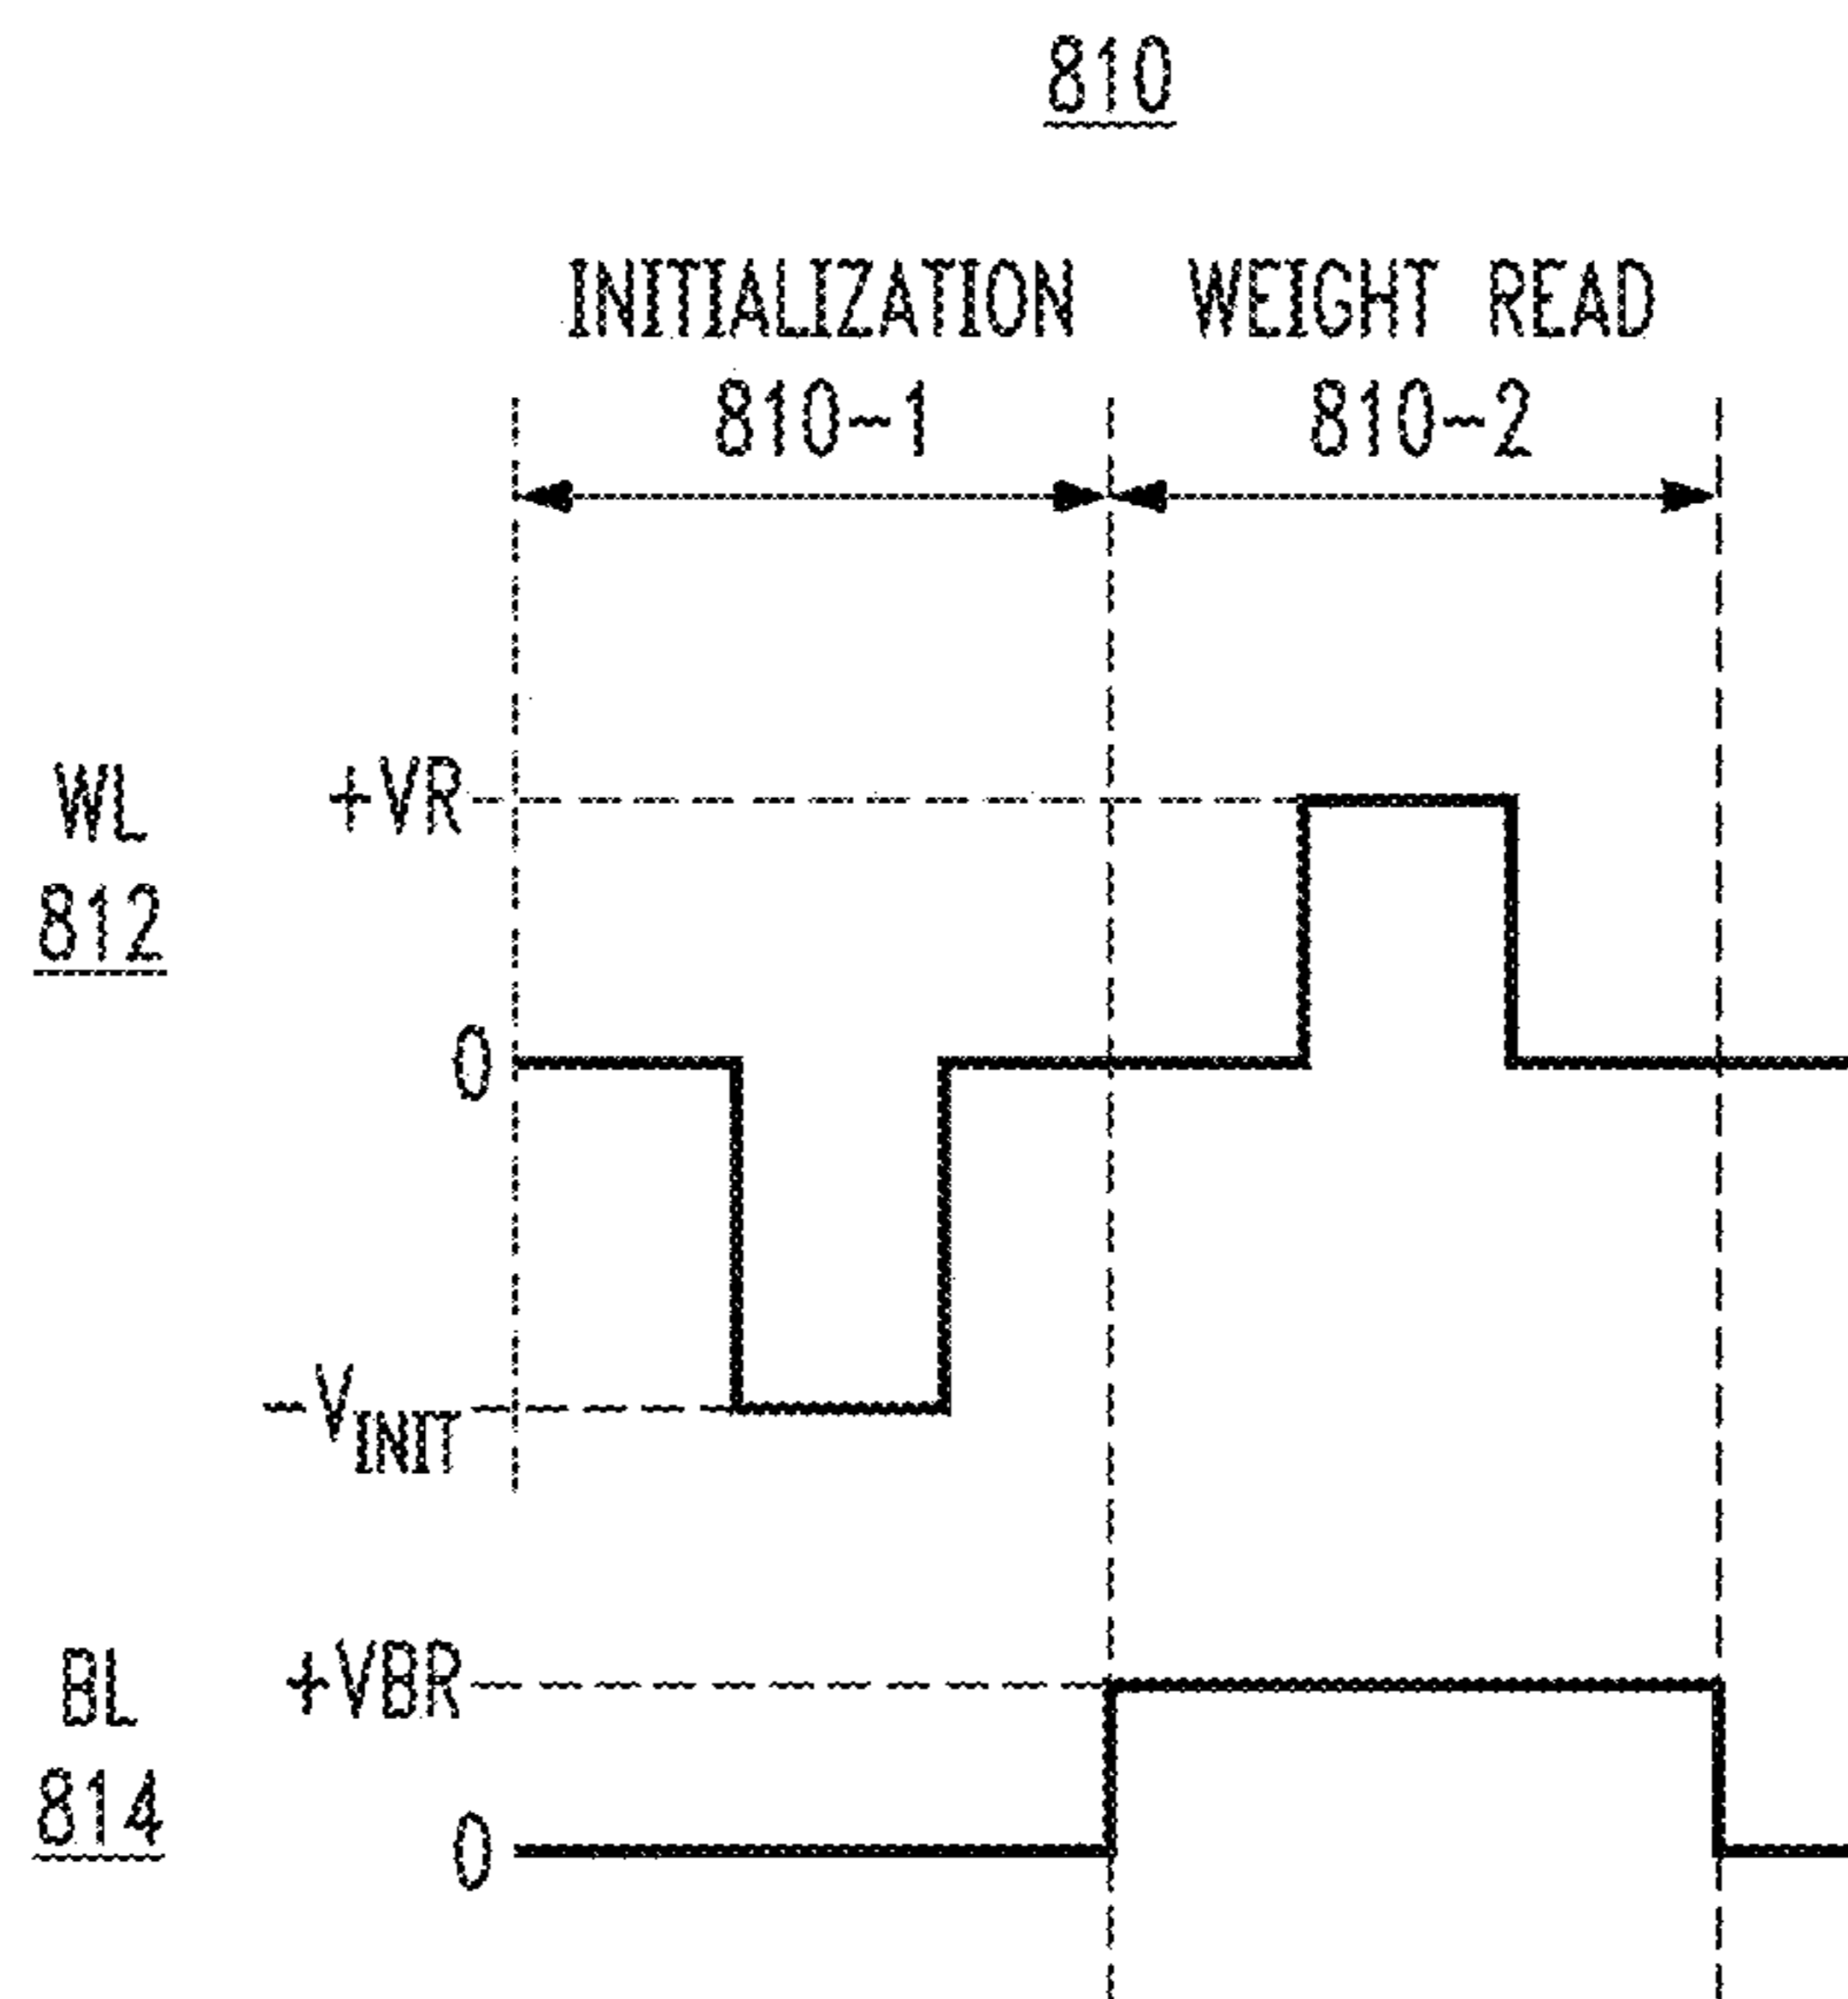 810
INITIALIZATION WEIGHT READ
810-1 810-2
WL +VR
812
0
-VINIT
BL +VBR
814
0